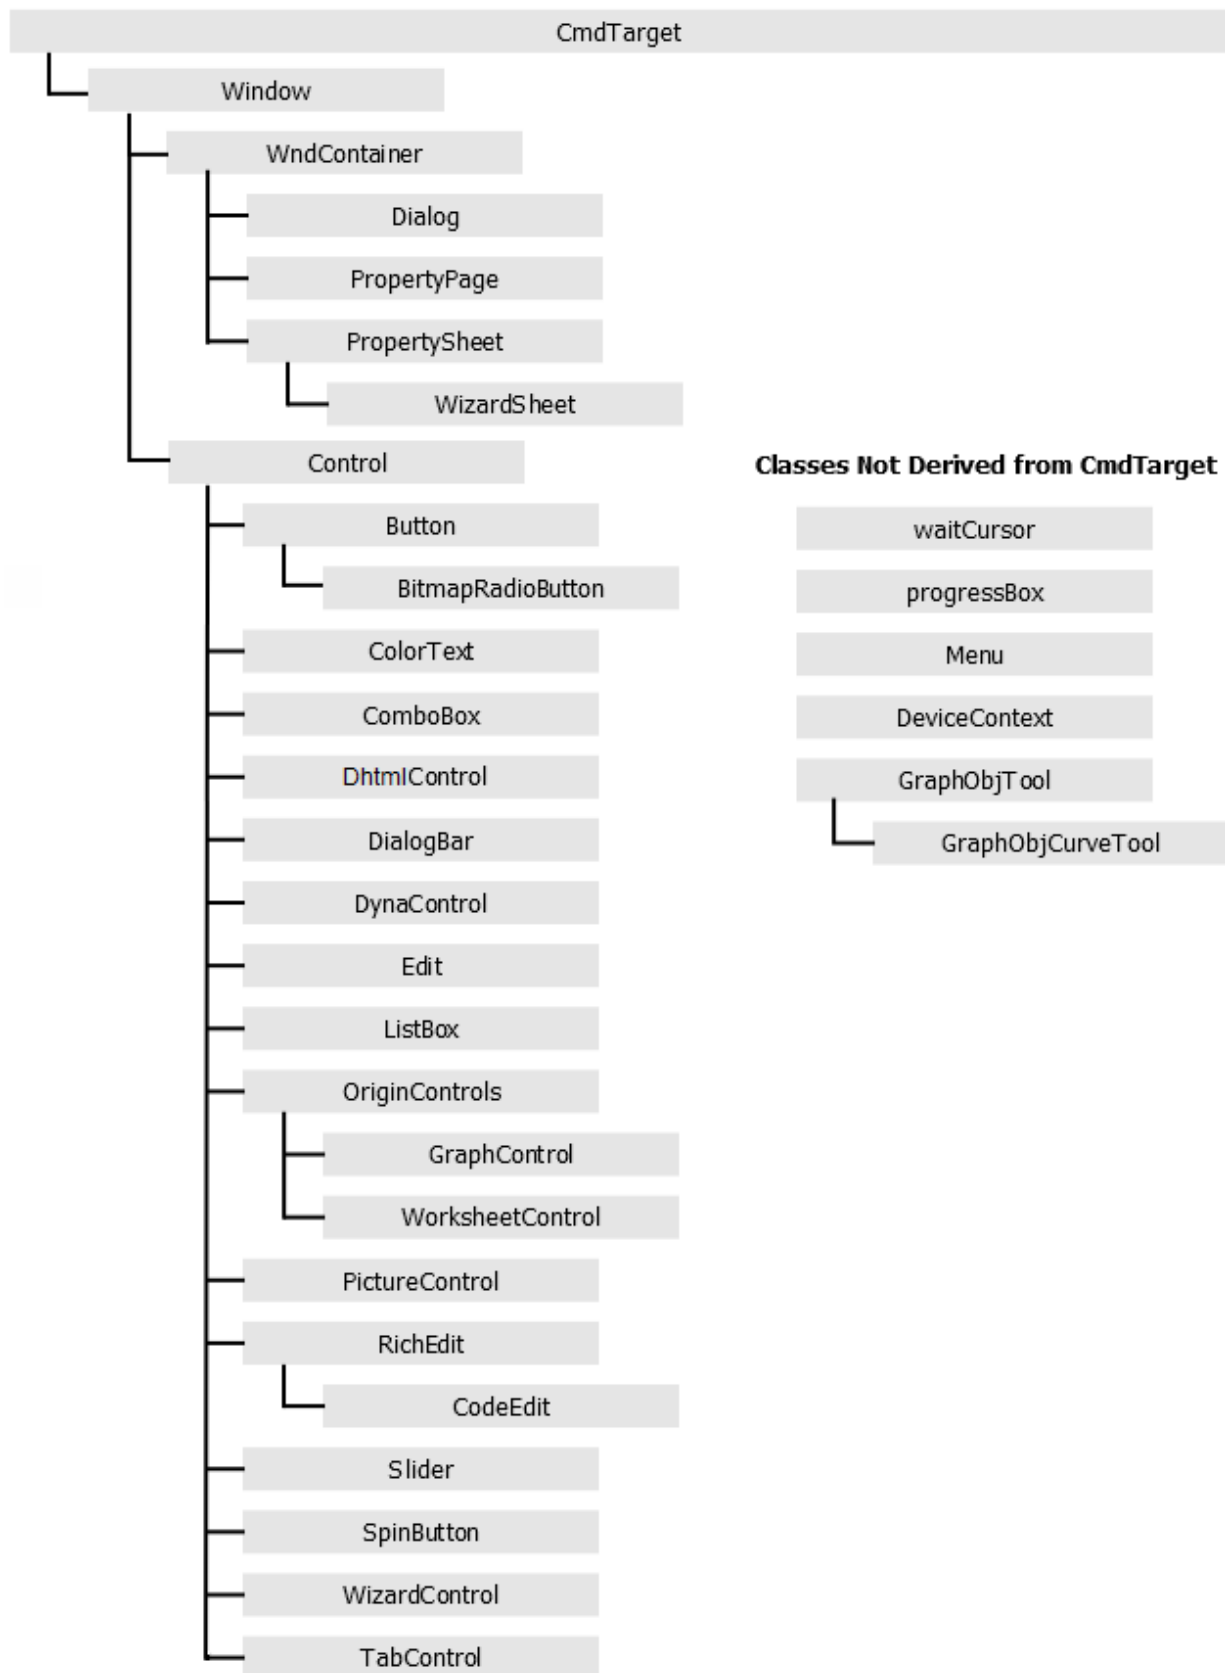 CmdTarget
Window
WndContainer
Dialog
PropertyPage
PropertySheet
WizardSheet
Control
Button
BitmapRadioButton
ColorText
ComboBox
DhtmlControl
DialogBar
DynaControl
Edit
ListBox
OriginControls
GraphControl
WorksheetControl
PictureControl
RichEdit
CodeEdit
Slider
SpinButton
WizardControl
TabControl
Classes Not Derived from CmdTarget
waitCursor
progressBox
Menu
DeviceContext
GraphObjTool
GraphObjCurveTool